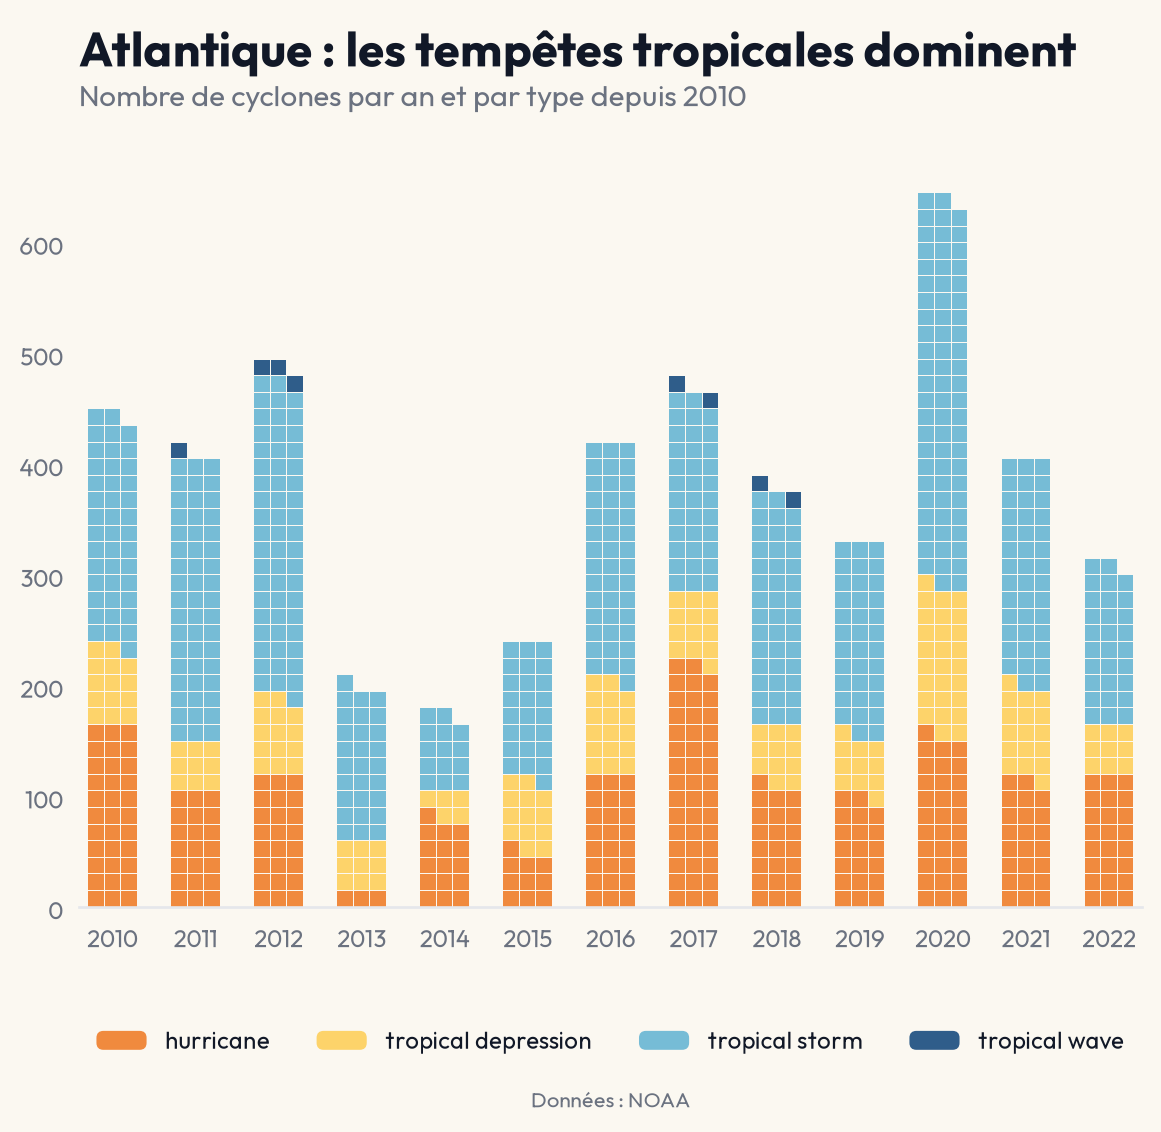 Atlantique : les tempêtes tropicales dominent
Nombre de cyclones par an et par type depuis 2010
600
500
400
300
200
100
0
2010 2011 2012 2013 2014 2015 2016 2017 2018 2019 2020 2021 2022
hurricane tropical depression tropical storm tropical wave
Données : NOAA